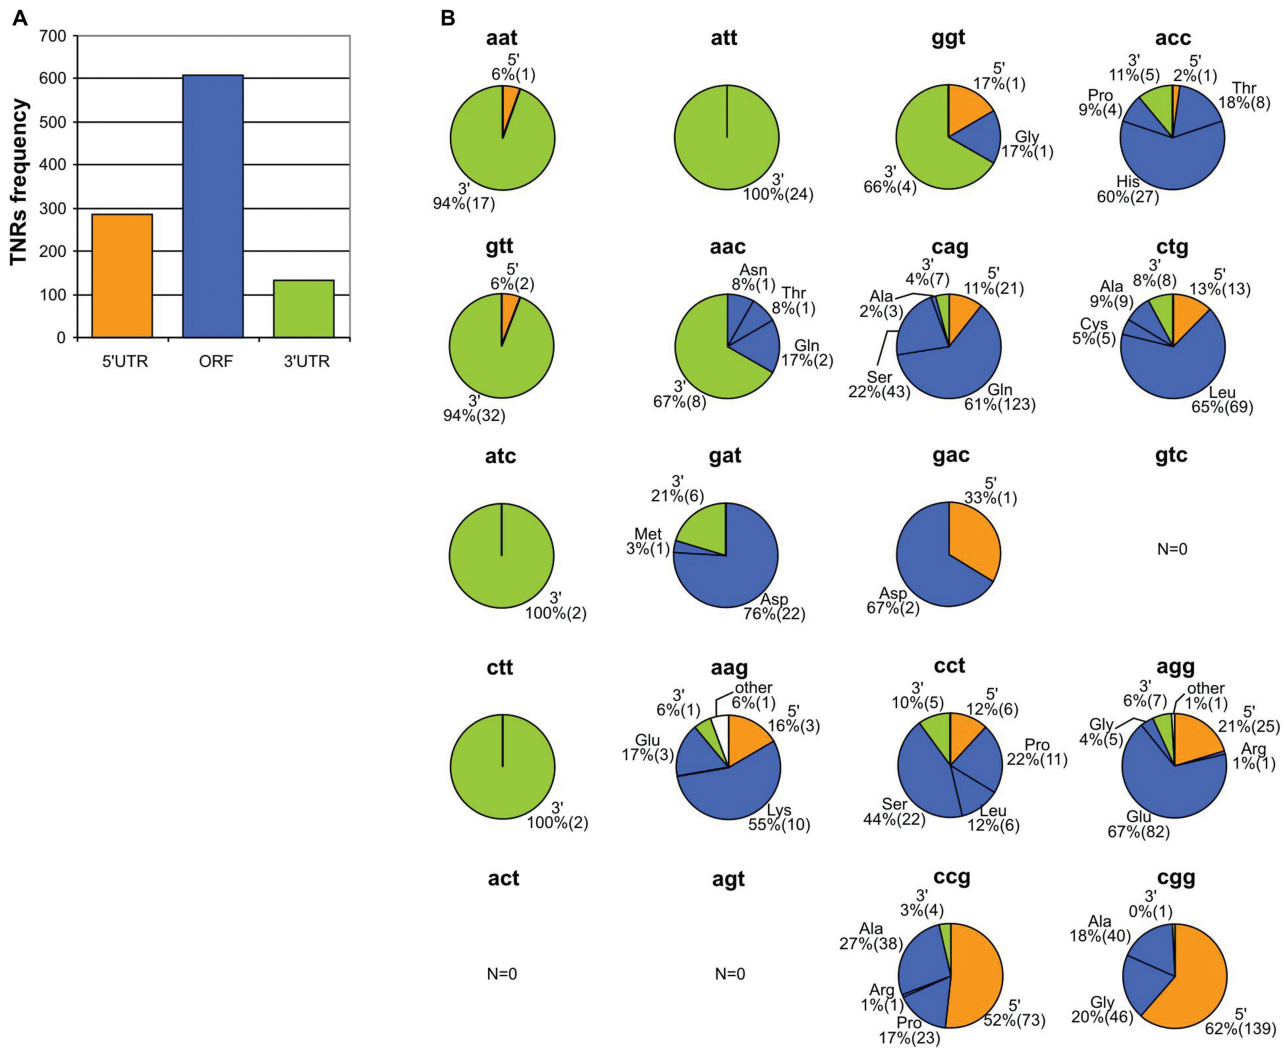 A
TNRs frequency
700
600
500
400
300
200
100
0
5'UTR
ORF
3'UTR
B
aat
5'
6%(1)
3'
94%(17)
att
3'
100%(24)
ggt
5'
17%(1)
Gly
17%(1)
3'
66%(4)
acc
3'
11%(5)
5'
2%(1)
Thr
18%(8)
Pro
9%(4)
His
60%(27)
gtt
5'
6%(2)
3'
94%(32)
aac
Asn
8%(1)
Thr
8%(1)
Gln
17%(2)
3'
67%(8)
cag
3'
4%(7)
5'
11%(21)
Ala
2%(3)
Ser
22%(43)
Gln
61%(123)
ctg
3'
8%(8)
5'
13%(13)
Ala
9%(9)
Cys
5%(5)
Leu
65%(69)
atc
3'
100%(2)
gat
3'
21%(6)
Met
3%(1)
Asp
76%(22)
gac
5'
33%(1)
Asp
67%(2)
gtc
N=0
ctt
3'
100%(2)
aag
other
6%(1)
3'
6%(1)
5'
16%(3)
Glu
17%(3)
Lys
55%(10)
cct
3'
10%(5)
5'
12%(6)
Pro
22%(11)
Ser
44%(22)
Leu
12%(6)
agg
3'
6%(7)
other
1%(1)
5'
21%(25)
Gly
4%(5)
Arg
1%(1)
Glu
67%(82)
act
N=0
agt
N=0
ccg
3'
3%(4)
Ala
27%(38)
Arg
1%(1)
Pro
17%(23)
5'
52%(73)
cgg
3'
0%(1)
Ala
18%(40)
Gly
20%(46)
5'
62%(139)